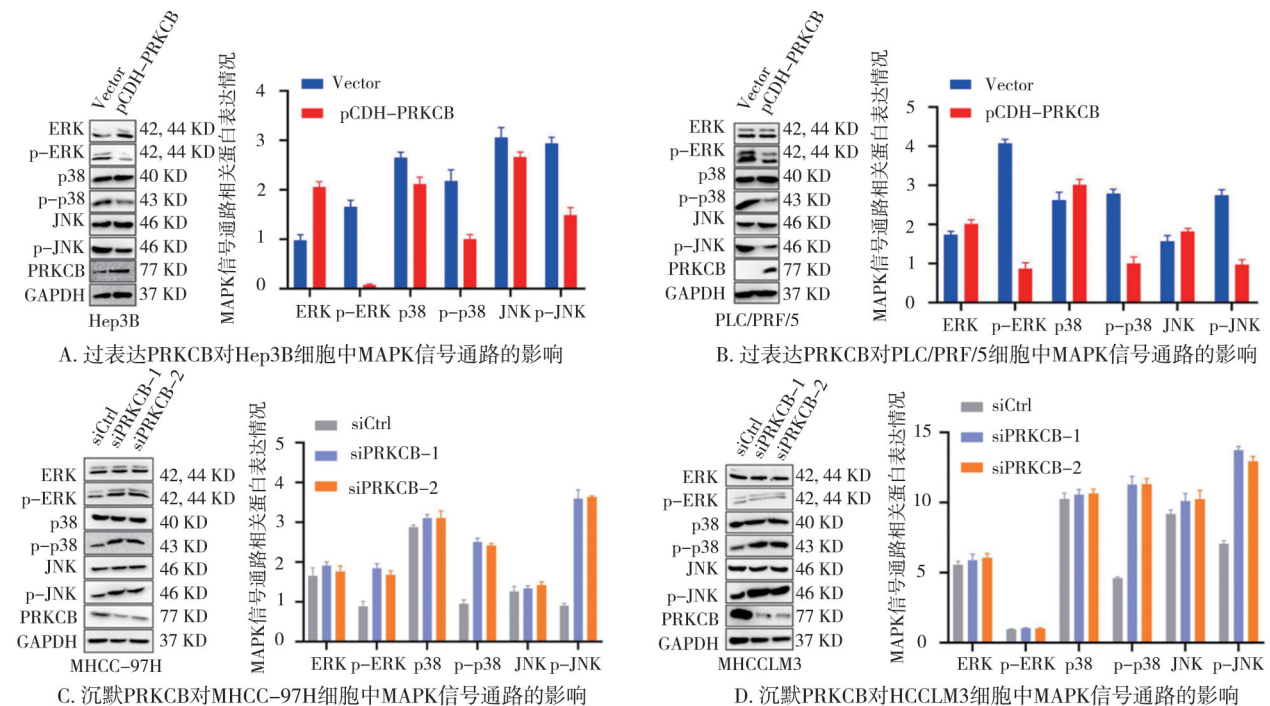 Vector
pCDH-PRKCB
ERK 42, 44 KD
p-ERK 42, 44 KD
p38 40 KD
p-p38 43 KD
JNK 46 KD
p-JNK 46 KD
PRKCB 77 KD
GAPDH 37 KD
Hep3B
MAPK信号通路相关蛋白表达情况
4
3
2
1
0
Vector
pCDH-PRKCB
ERK p-ERK p38 p-p38 JNK p-JNK
A. 过表达PRKCB对Hep3B细胞中MAPK信号通路的影响
Vector
pCDH-PRKCB
ERK 42, 44 KD
p-ERK 42, 44 KD
p38 40 KD
p-p38 43 KD
JNK 46 KD
p-JNK 46 KD
PRKCB 77 KD
GAPDH 37 KD
PLC/PRF/5
MAPK信号通路相关蛋白表达情况
5
4
3
2
1
0
Vector
pCDH-PRKCB
ERK p-ERK p38 p-p38 JNK p-JNK
B. 过表达PRKCB对PLC/PRF/5细胞中MAPK信号通路的影响
siCtrl
siPRKCB-1
siPRKCB-2
ERK 42, 44 KD
p-ERK 42, 44 KD
p38 40 KD
p-p38 43 KD
JNK 46 KD
p-JNK 46 KD
PRKCB 77 KD
GAPDH 37 KD
MHCC-97H
MAPK信号通路相关蛋白表达情况
5
4
3
2
1
0
siCtrl
siPRKCB-1
siPRKCB-2
ERK p-ERK p38 p-p38 JNK p-JNK
C. 沉默PRKCB对MHCC-97H细胞中MAPK信号通路的影响
siCtrl
siPRKCB-1
siPRKCB-2
ERK 42, 44 KD
p-ERK 42, 44 KD
p38 40 KD
p-p38 43 KD
JNK 46 KD
p-JNK 46 KD
PRKCB 77 KD
GAPDH 37 KD
MHCCLM3
MAPK信号通路相关蛋白表达情况
15
10
5
0
siCtrl
siPRKCB-1
siPRKCB-2
ERK p-ERK p38 p-p38 JNK p-JNK
D. 沉默PRKCB对HCCLM3细胞中MAPK信号通路的影响